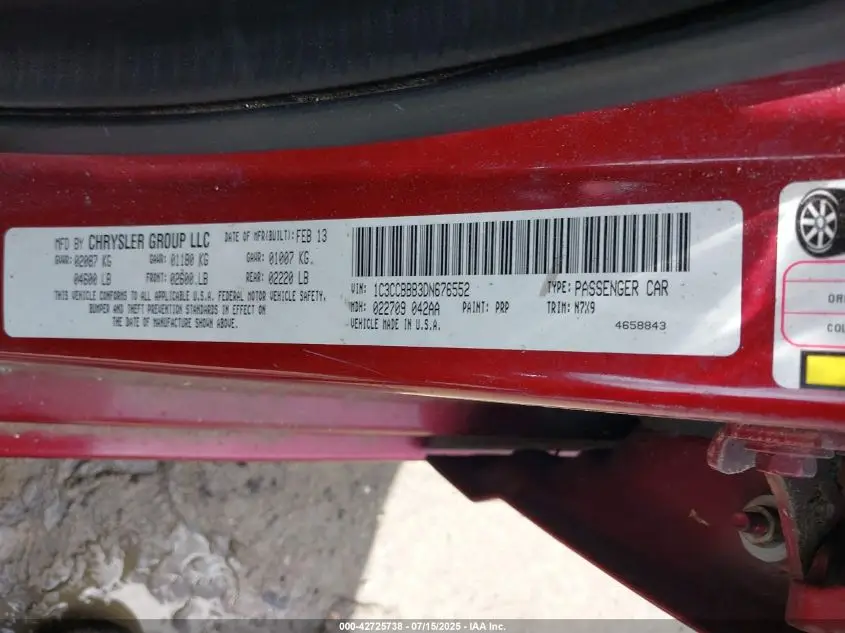 MFD BY CHRYSLER GROUP LLC DATE OF MFR(BUILT): FEB 13
GVWR: 02087 KG GAWR: 01180 KG GAWR: 01007 KG.
04600 LB FRONT: 02600 LB REAR: 02220 LB
THIS VEHICLE CONFORMS TO ALL APPLICABLE U.S.A. FEDERAL MOTOR VEHICLE SAFETY,
BUMPER AND THEFT PREVENTION STANDARDS IN EFFECT ON
THE DATE OF MANUFACTURE SHOWN ABOVE.
VIN: 1C3CCBBB3DN676552 TYPE: PASSENGER CAR
MDH: 022709 042AA PAINT: PRP TRIM: N7X9
VEHICLE MADE IN U.S.A. 4658843
000-42725738 - 07/15/2025 - IAA Inc.